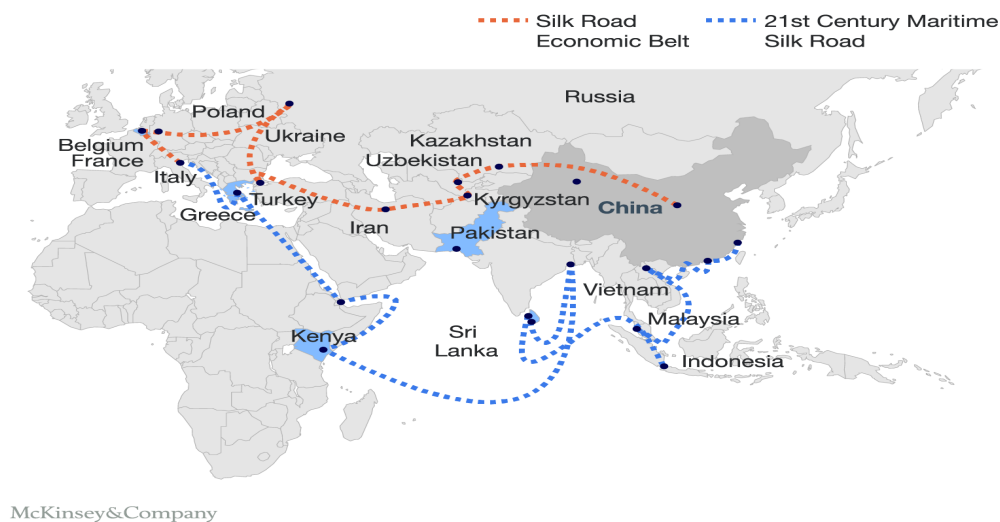 Silk Road
Economic Belt
21st Century Maritime
Silk Road
Russia
Poland
Ukraine
Belgium
France
Kazakhstan
Uzbekistan
Italy
Turkey
Kyrgyzstan
China
Greece
Iran
Pakistan
Vietnam
Malaysia
Kenya
Sri
Lanka
Indonesia
McKinsey&Company